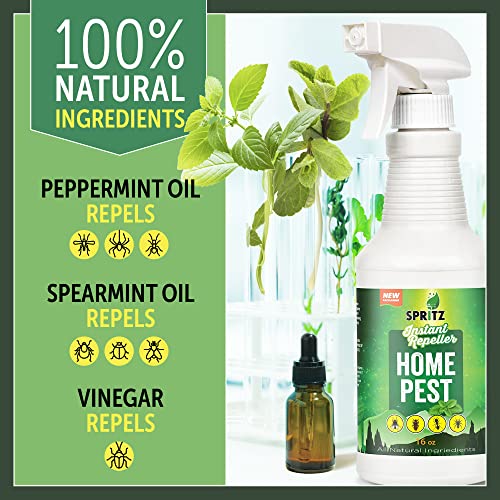 100%
NATURAL
INGREDIENTS
PEPPERMINT OIL
REPELS
SPEARMINT OIL
REPELS
VINEGAR
REPELS
NEW
SPRITZ
Instant
Repeller
HOME
PEST
16 oz
All Natural Ingriedients